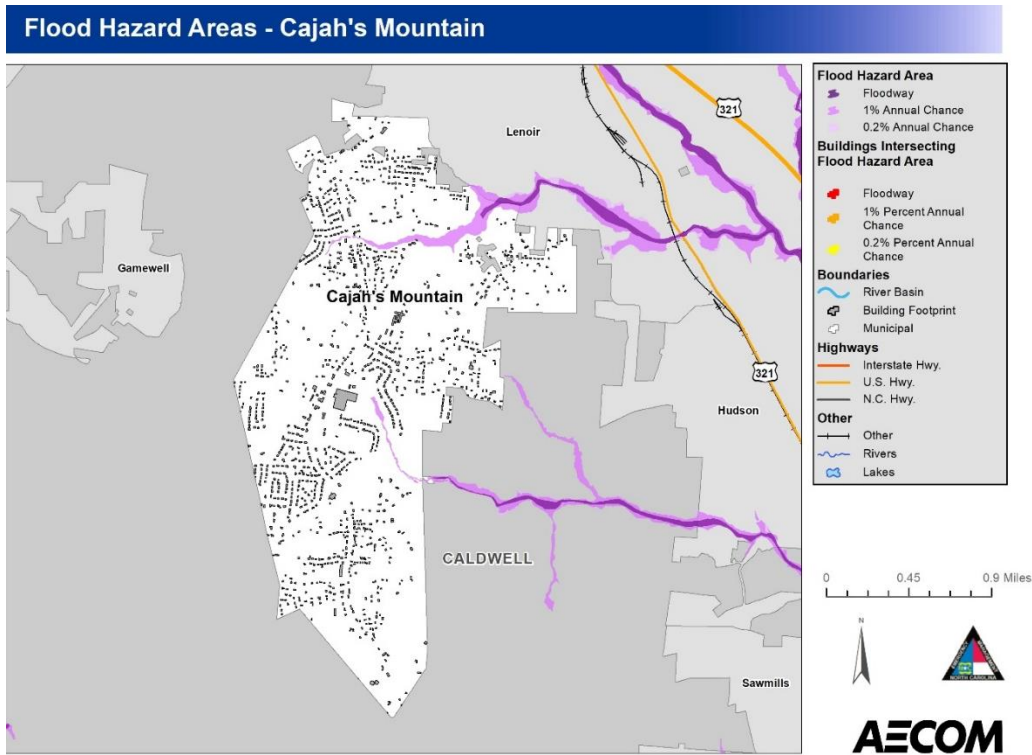 Flood Hazard Areas - Cajah's Mountain
321
Lenoir
Gamewell
Cajah's Mountain
321
Hudson
CALDWELL
Sawmills
Flood Hazard Area
Floodway
1% Annual Chance
0.2% Annual Chance
Buildings Intersecting
Flood Hazard Area
Floodway
1% Percent Annual
Chance
0.2% Percent Annual
Chance
Boundaries
River Basin
Building Footprint
Municipal
Highways
Interstate Hwy.
U.S. Hwy.
N.C. Hwy.
Other
Other
Rivers
Lakes
0 0.45 0.9 Miles
N
NORTH CAROLINA
AECOM